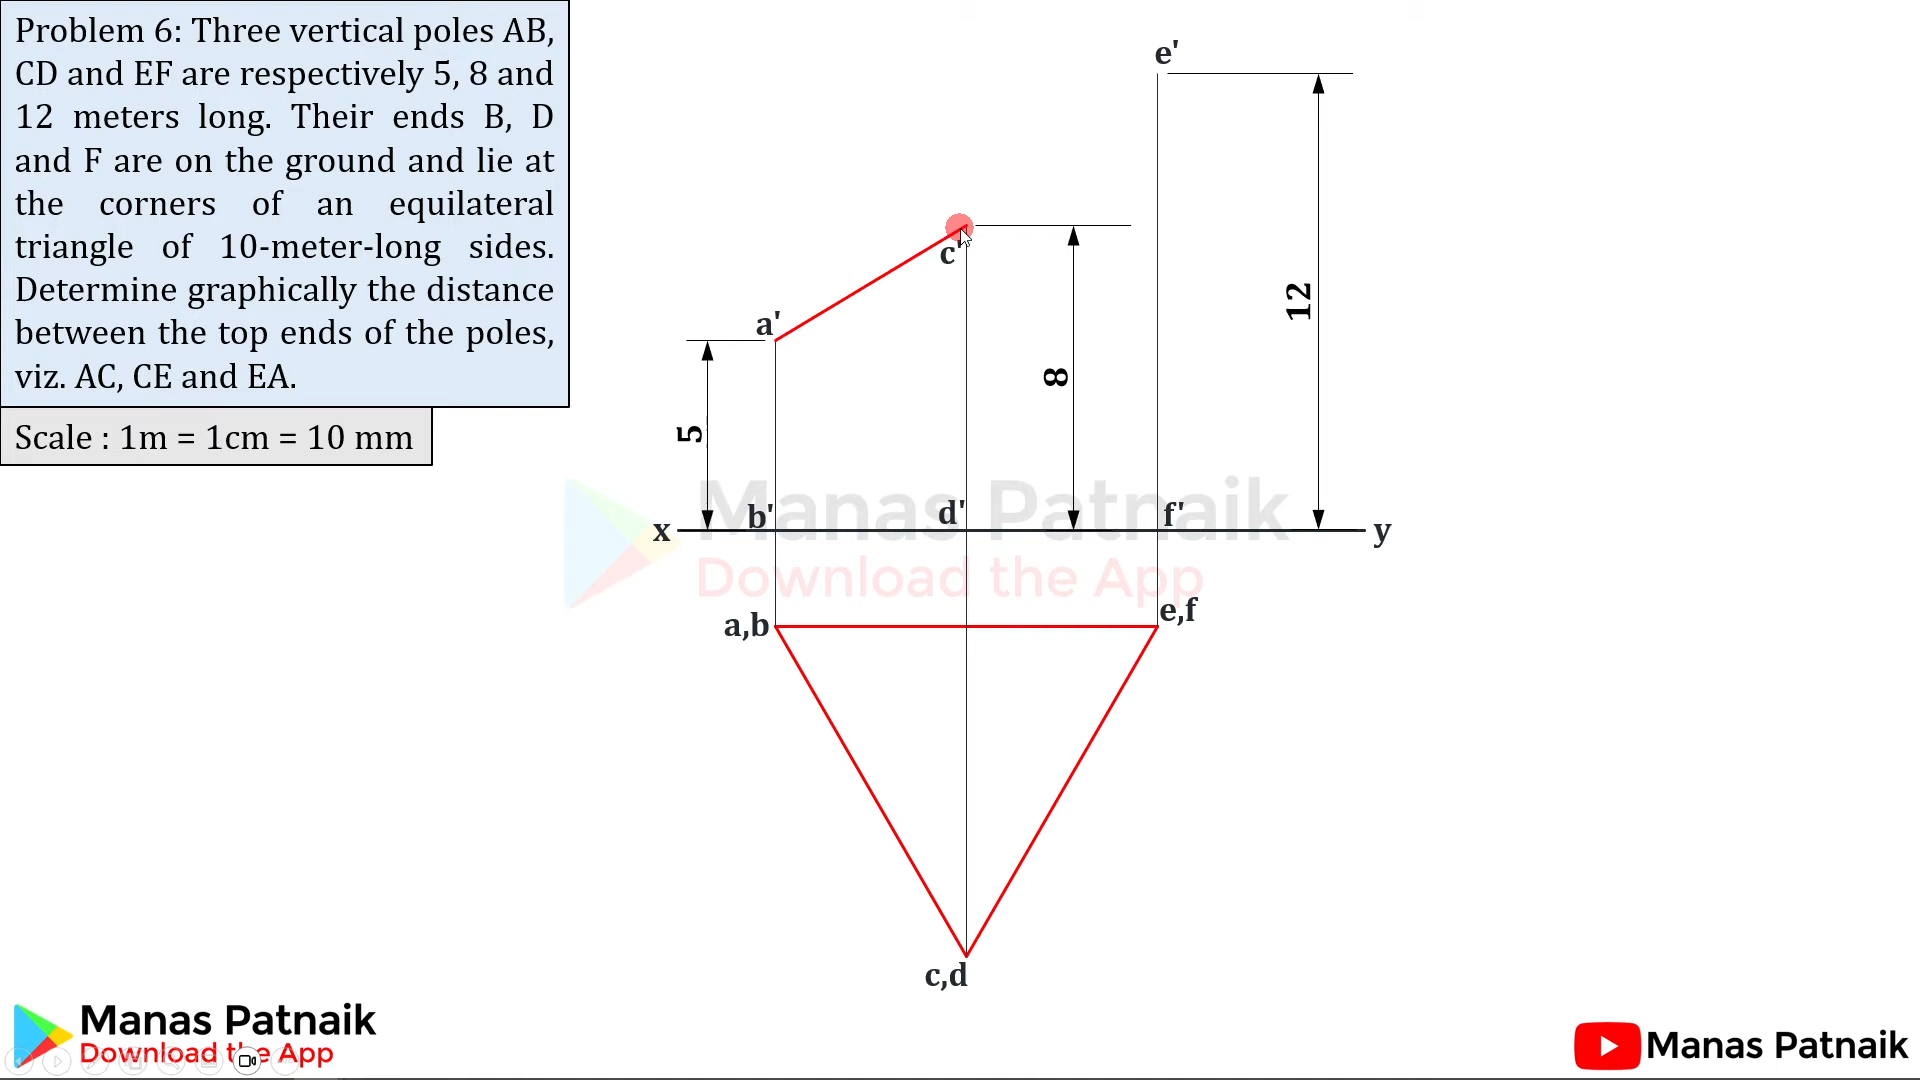 Problem 6: Three vertical poles AB,
CD and EF are respectively 5, 8 and
12 meters long. Their ends B, D
and F are on the ground and lie at
the corners of an equilateral
triangle of 10-meter-long sides.
Determine graphically the distance
between the top ends of the poles,
viz. AC, CE and EA.
Scale : 1m = 1cm = 10 mm
e'
c'
a'
12
8
5
b'
d'
f'
x
y
Manas Patnaik
Download the App
a,b
e,f
c,d
Manas Patnaik
Download the App
Manas Patnaik